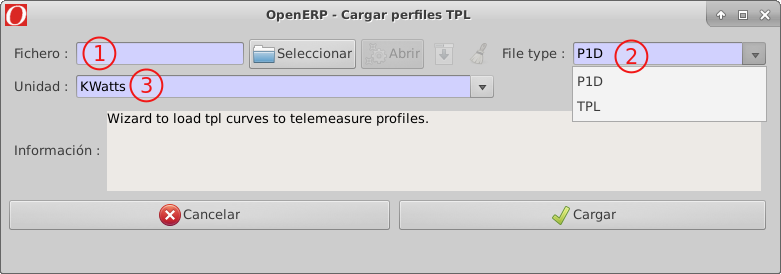 OpenERP - Cargar perfiles TPL
Fichero : 1 Seleccionar Abrir File type : P1D 2
P1D
TPL
Unidad : KWatts 3
Wizard to load tpl curves to telemeasure profiles.
Información :
Cancelar Cargar